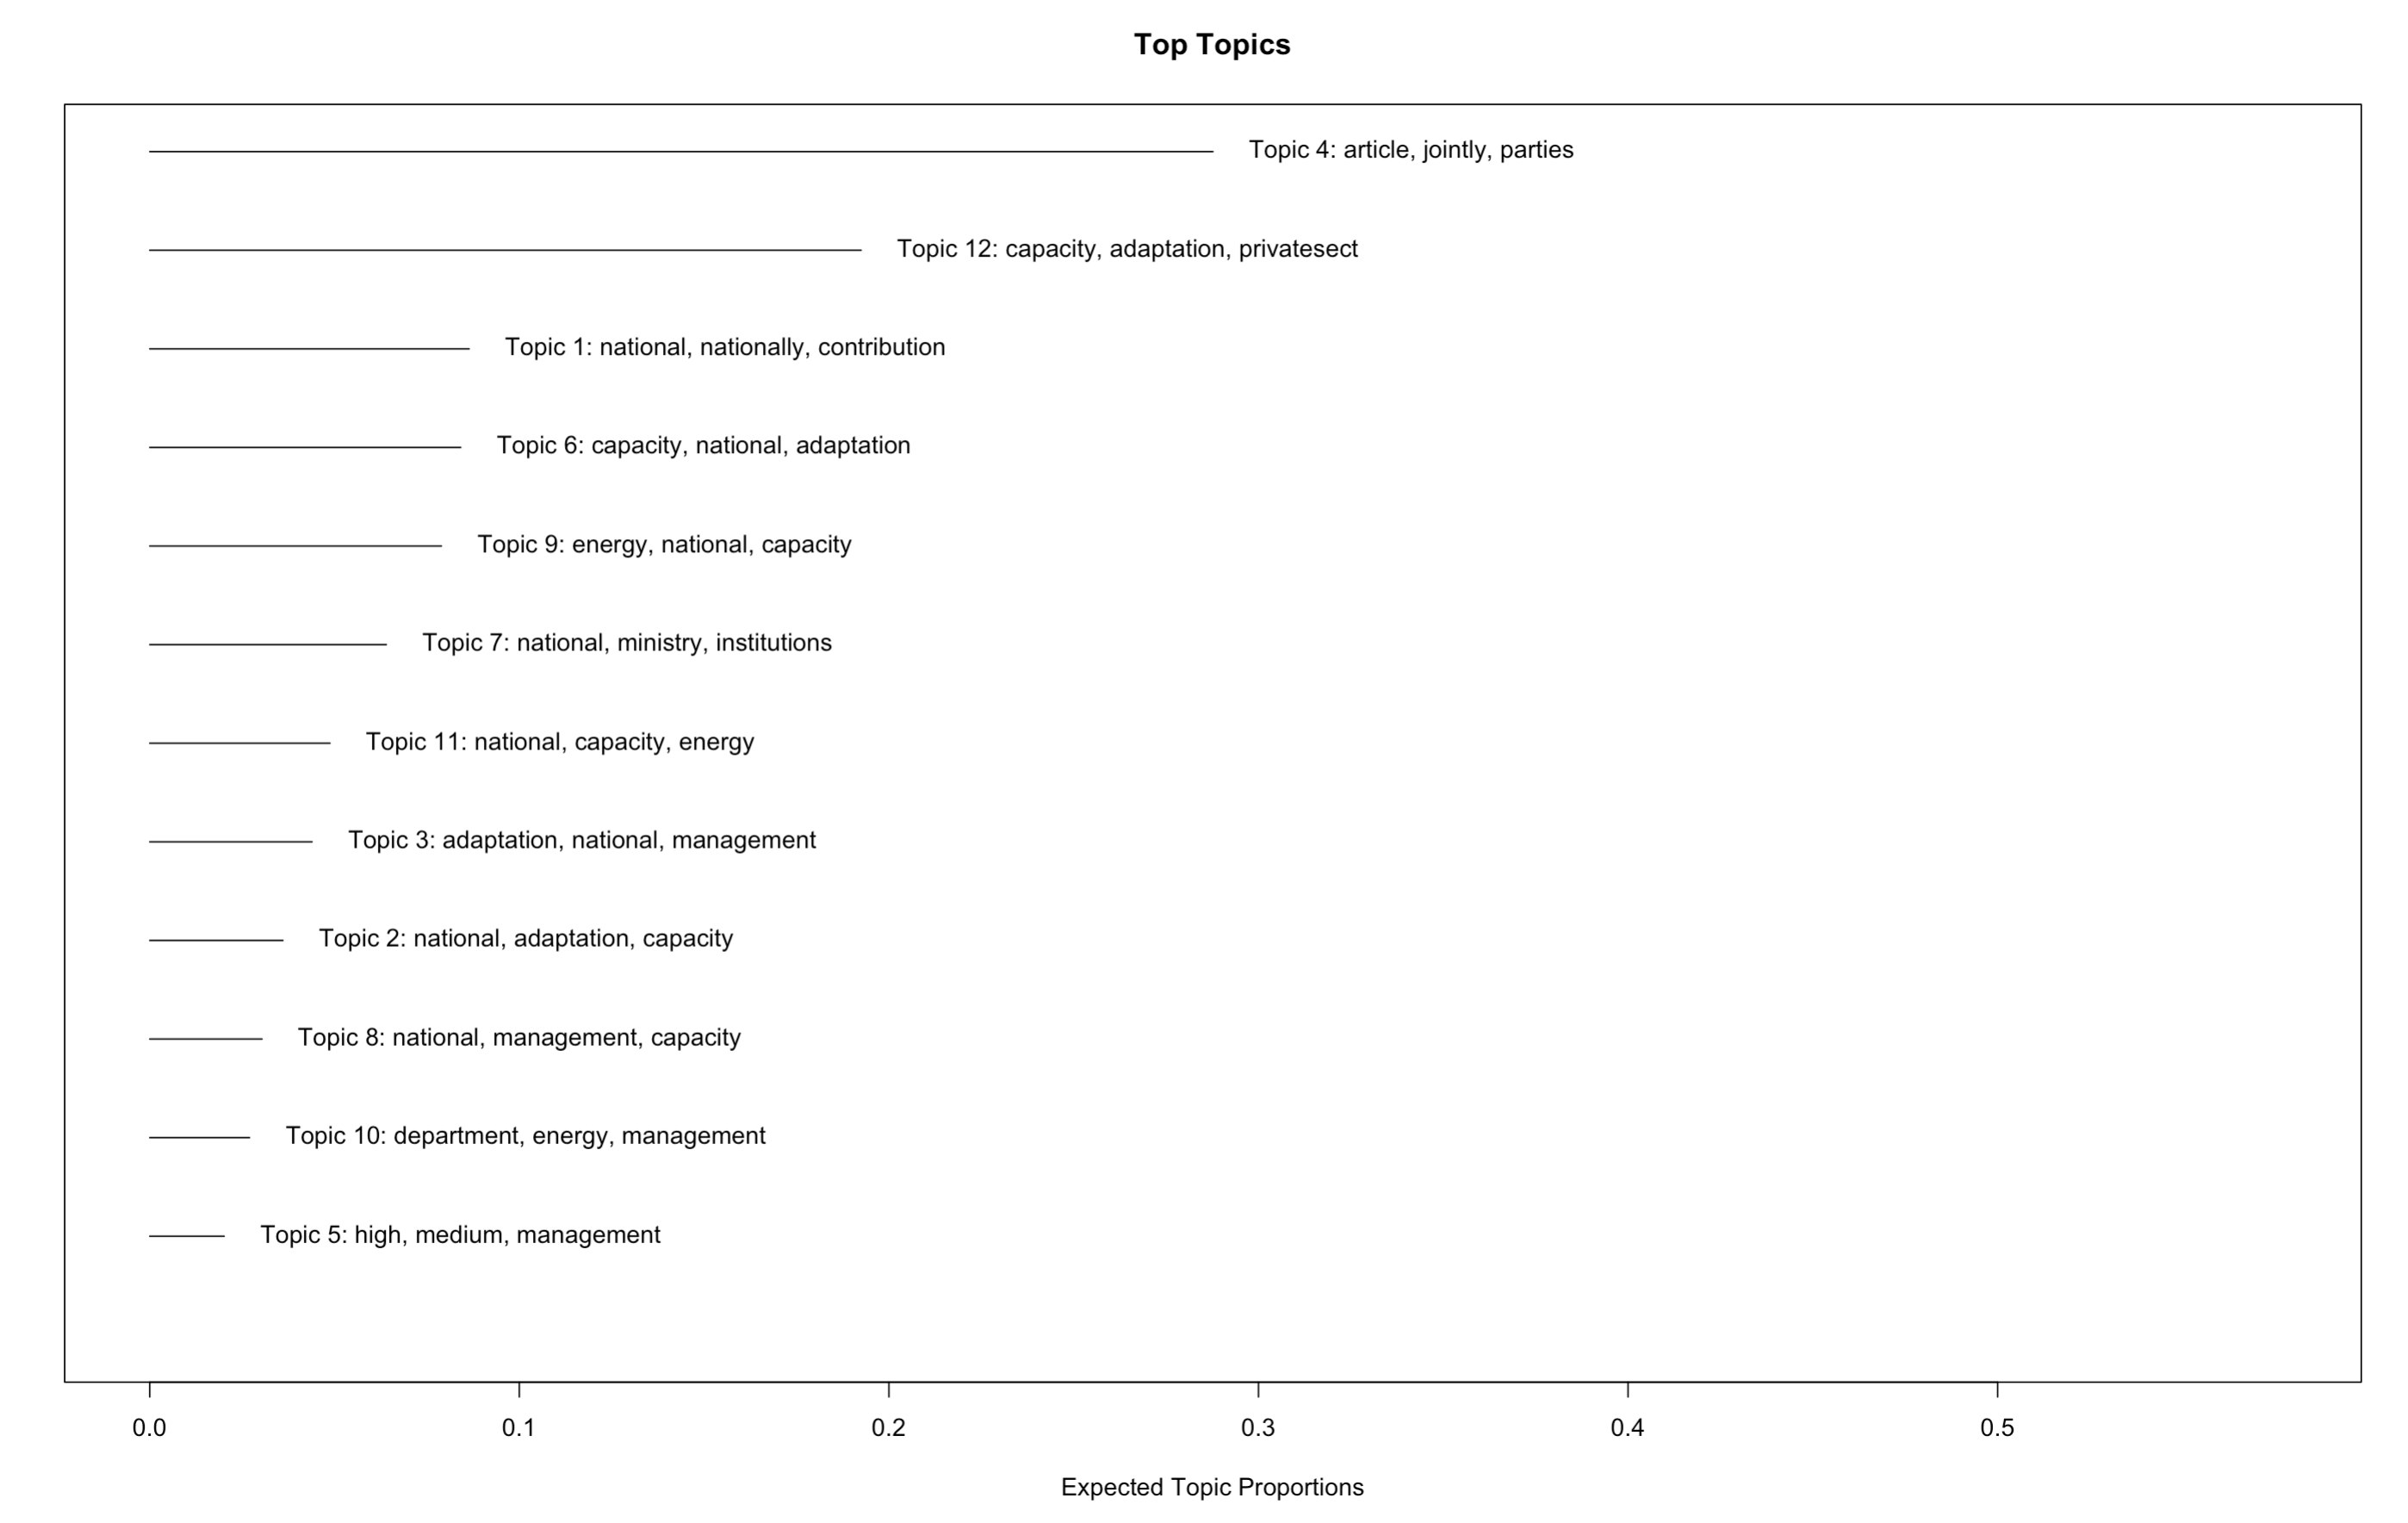 Top Topics
Topic 4: article, jointly, parties
Topic 12: capacity, adaptation, privatesect
Topic 1: national, nationally, contribution
Topic 6: capacity, national, adaptation
Topic 9: energy, national, capacity
Topic 7: national, ministry, institutions
Topic 11: national, capacity, energy
Topic 3: adaptation, national, management
Topic 2: national, adaptation, capacity
Topic 8: national, management, capacity
Topic 10: department, energy, management
Topic 5: high, medium, management
0.0 0.1 0.2 0.3 0.4 0.5
Expected Topic Proportions